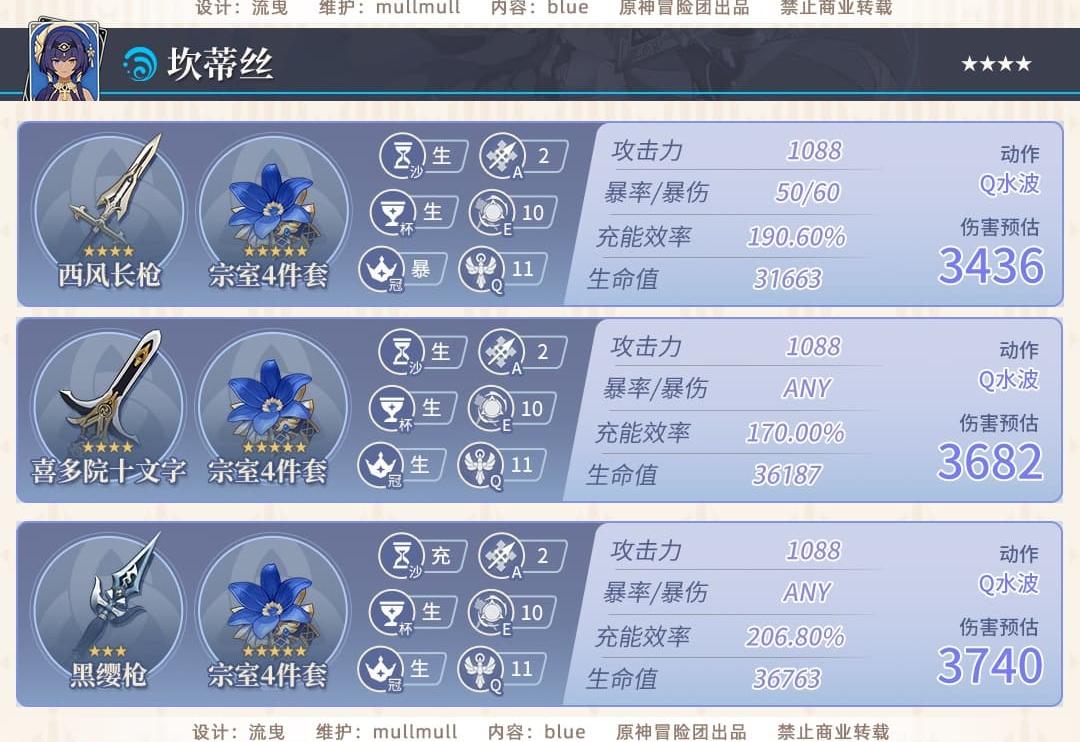 设计：流曳 维护：mullmull 内容：blue 原神冒险团出品 禁止商业转载
坎蒂丝 ★★★★
沙 生 A 2
杯 生 E 10
冠 暴 Q 11
★★★★ ★★★★★
西风长枪 宗室4件套
攻击力 1088
暴率/暴伤 50/60
充能效率 190.60%
生命值 31663
动作
Q水波
伤害预估
3436
沙 生 A 2
杯 生 E 10
冠 生 Q 11
★★★★ ★★★★★
喜多院十文字 宗室4件套
攻击力 1088
暴率/暴伤 ANY
充能效率 170.00%
生命值 36187
动作
Q水波
伤害预估
3682
沙 充 A 2
杯 生 E 10
冠 生 Q 11
★★★ ★★★★★
黑缨枪 宗室4件套
攻击力 1088
暴率/暴伤 ANY
充能效率 206.80%
生命值 36763
动作
Q水波
伤害预估
3740
设计：流曳 维护：mullmull 内容：blue 原神冒险团出品 禁止商业转载